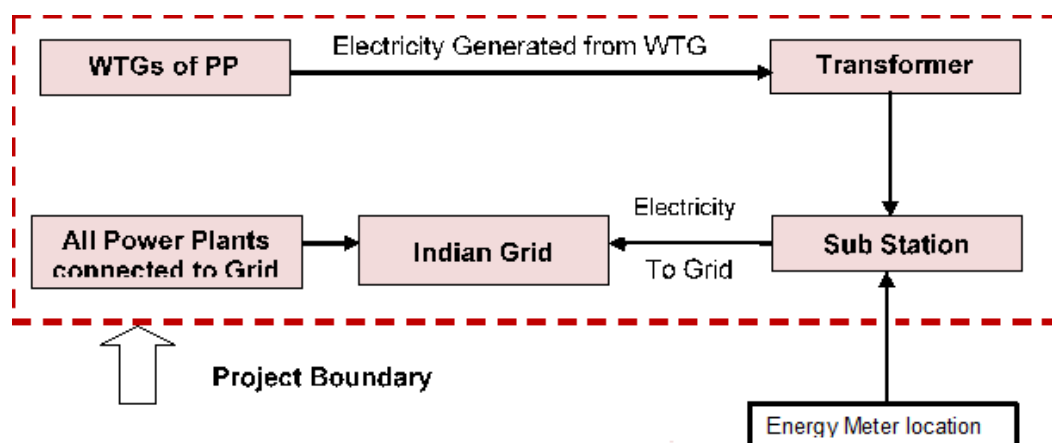 Electricity Generated from WTG
WTGs of PP
Transformer
Electricity
All Power Plants
connected to Grid
Indian Grid
Sub Station
To Grid
Project Boundary
Energy Meter location